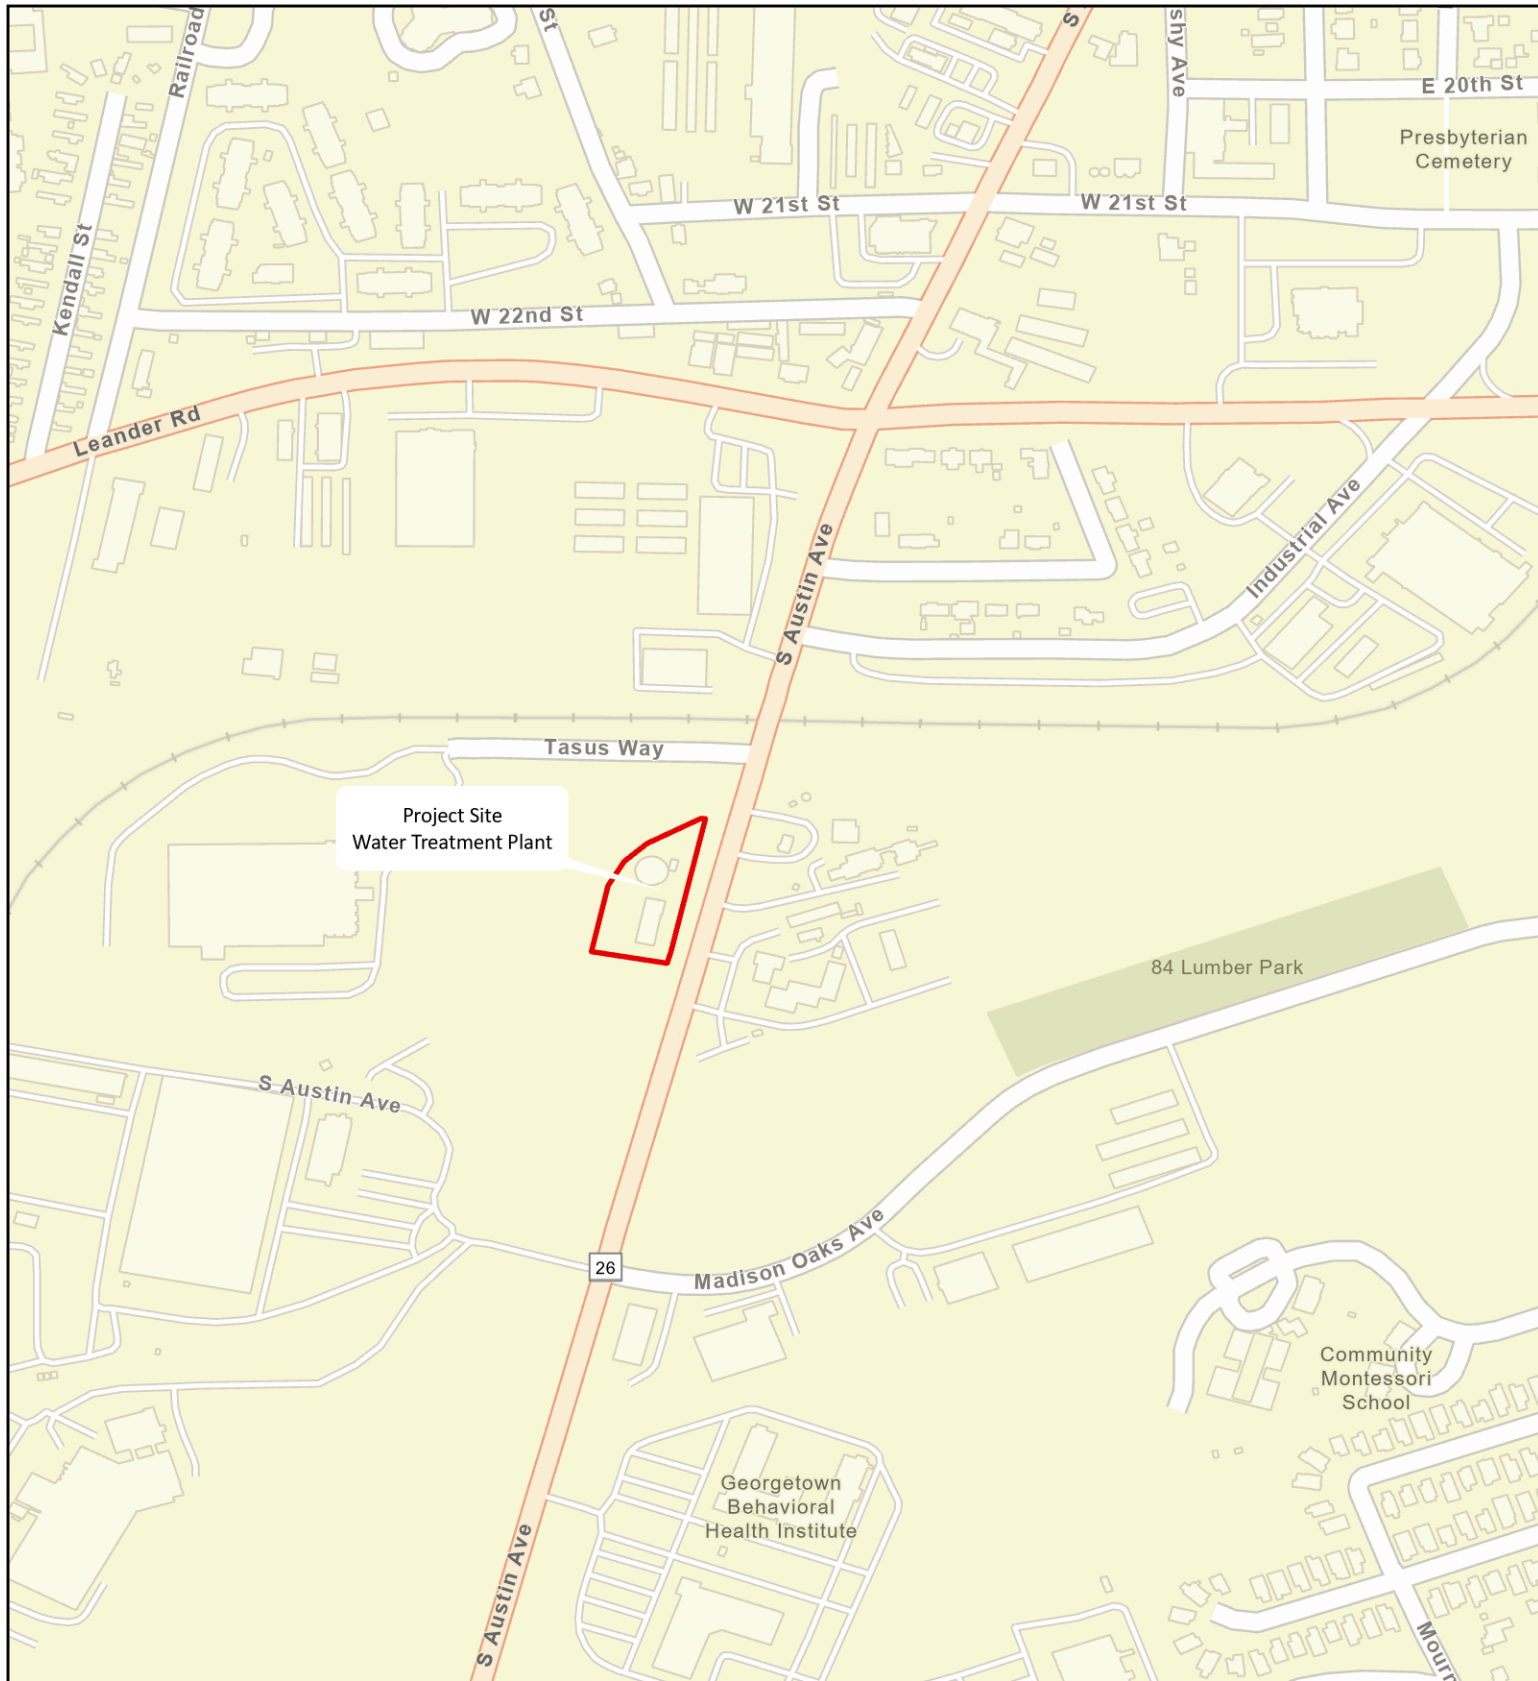 Railroad
St
S
shy Ave
E 20th St
Presbyterian
Cemetery
W 21st St
W 21st St
Kendall St
W 22nd St
Leander Rd
Industrial Ave
S Austin Ave
Tasus Way
Project Site
Water Treatment Plant
84 Lumber Park
S Austin Ave
Madison Oaks Ave
26
Community
Montessori
School
Georgetown
Behavioral
Health Institute
S Austin Ave
Mourn